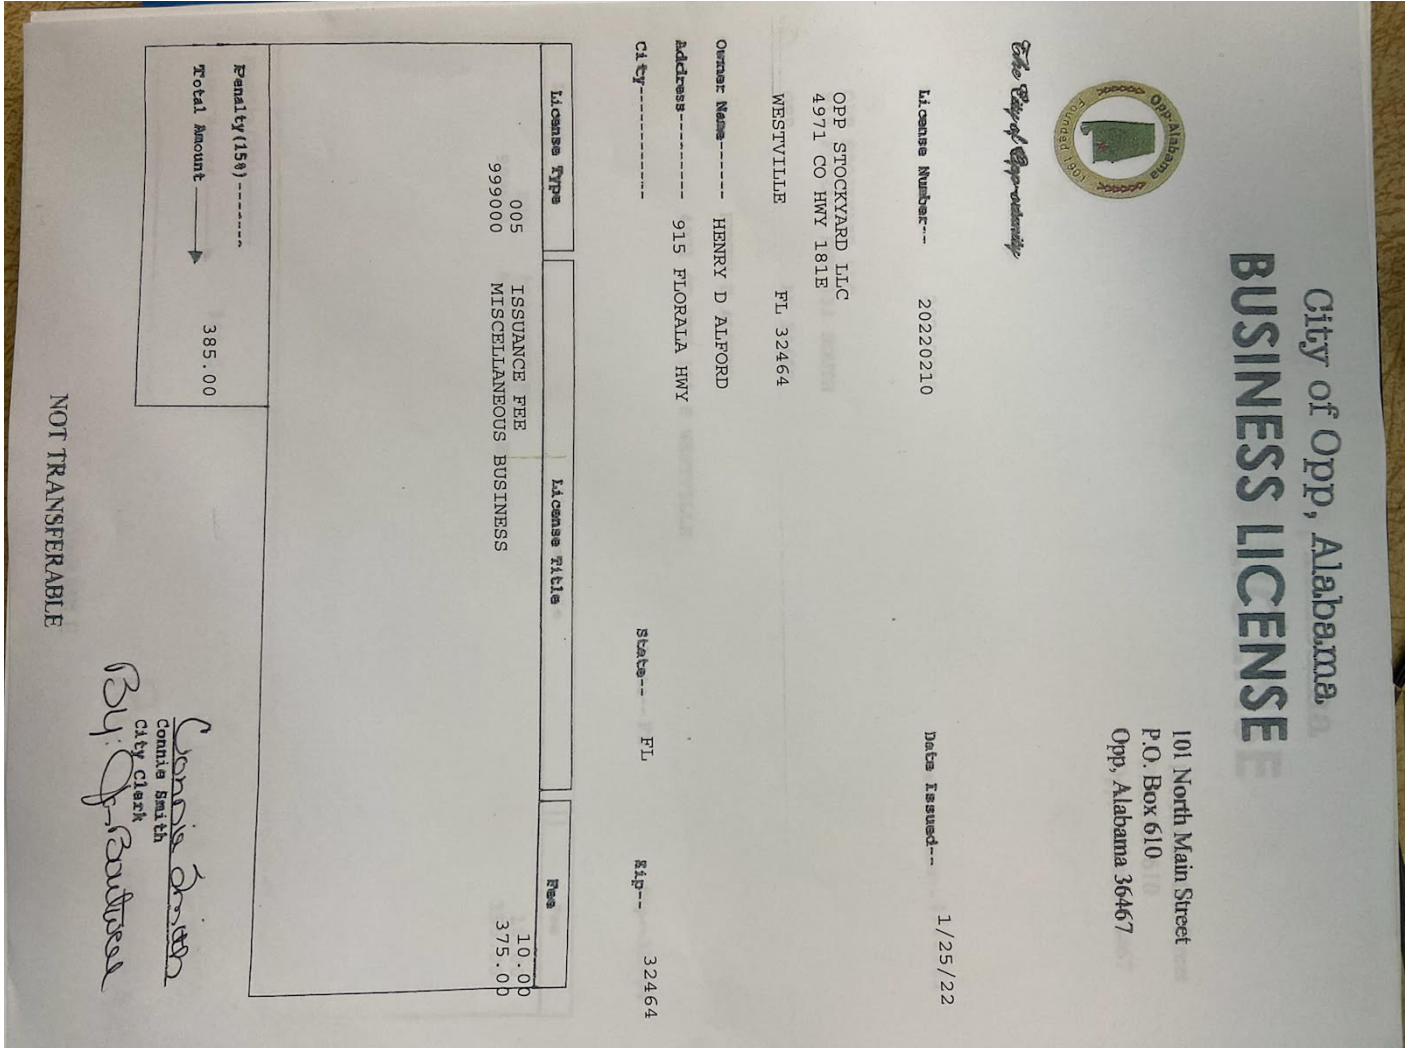 City of Opp, Alabama
BUSINESS LICENSE
Opp-Alabama
Founded 1901
101 North Main Street
P.O. Box 610
Opp, Alabama 36467
The City of Opp-ortunity
License Number-- 20220210 Date Issued-- 1/25/22
OPP STOCKYARD LLC
4971 CO HWY 181E
WESTVILLE FL 32464
Owner Name------ HENRY D ALFORD
Address--------- 915 FLORALA HWY
City------------ State-- FL Zip-- 32464
License Type License Title Fee
005 ISSUANCE FEE 10.00
999000 MISCELLANEOUS BUSINESS 375.00
Penalty(15%)-------
Total Amount 385.00
Connie Smith
Connie Smith
City Clerk
By:
NOT TRANSFERABLE